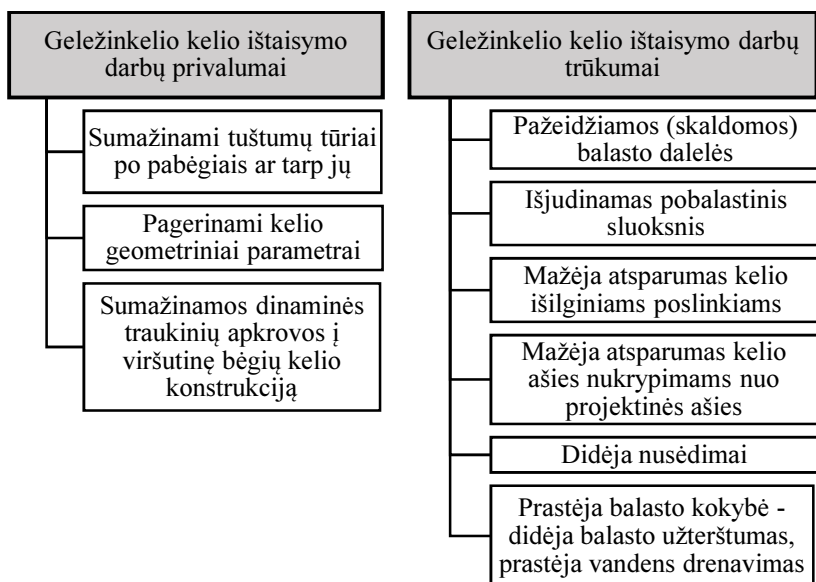 Geležinkelio kelio ištaisymo
darbų privalumai
Sumažinami tuštumų tūriai
po pabėgiais ar tarp jų
Pagerinami kelio
geometriniai parametrai
Sumažinamos dinaminės
traukinių apkrovos į
viršutinę bėgių kelio
konstrukciją
Geležinkelio kelio ištaisymo darbų
trūkumai
Pažeidžiamos (skaldomos)
balasto dalelės
Išjudinamas pobalastinis
sluoksnis
Mažėja atsparumas kelio
išilginiams poslinkiams
Mažėja atsparumas kelio
ašies nukrypimams nuo
projektinės ašies
Didėja nusėdimai
Prastėja balasto kokybė -
didėja balasto užterštumas,
prastėja vandens drenavimas